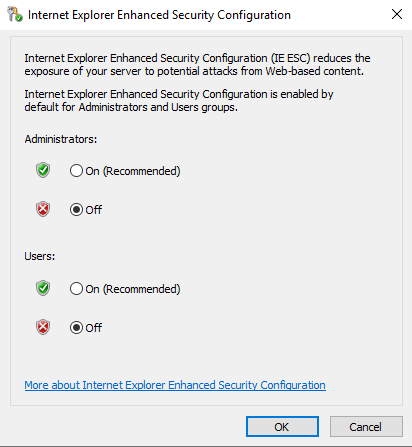 Internet Explorer Enhanced Security Configuration
Internet Explorer Enhanced Security Configuration (IE ESC) reduces the
exposure of your server to potential attacks from Web-based content.
Internet Explorer Enhanced Security Configuration is enabled by
default for Administrators and Users groups.
Administrators:
On (Recommended)
Off
Users:
On (Recommended)
Off
More about Internet Explorer Enhanced Security Configuration
OK Cancel